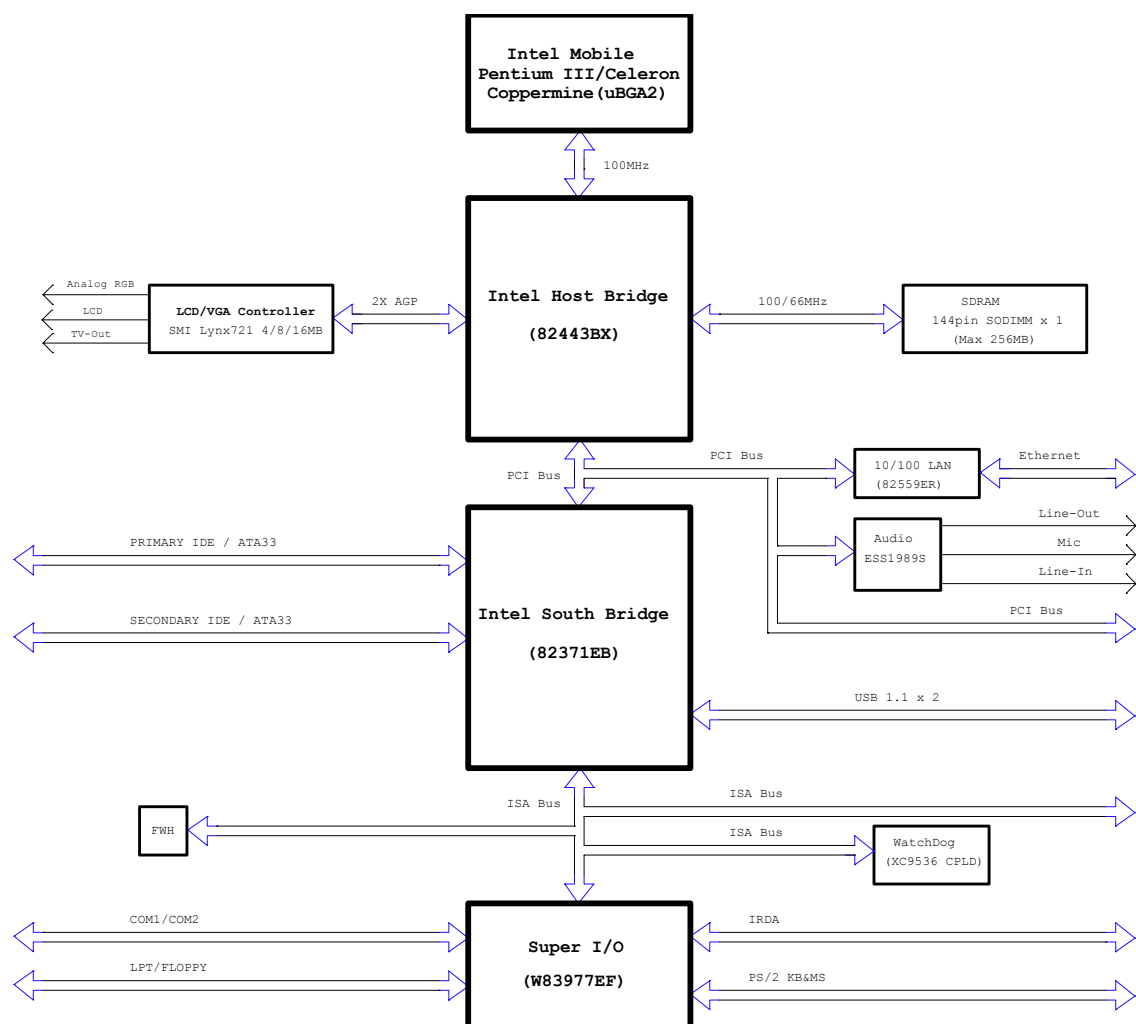 Intel Mobile
Pentium III/Celeron
Coppermine(uBGA2)
100MHz
Analog RGB
LCD
TV-Out
LCD/VGA Controller
SMI Lynx721 4/8/16MB
2X AGP
Intel Host Bridge
(82443BX)
100/66MHz
SDRAM
144pin SODIMM x 1
(Max 256MB)
PCI Bus
PCI Bus
10/100 LAN
(82559ER)
Ethernet
Audio
ESS1989S
Line-Out
Mic
Line-In
PCI Bus
PRIMARY IDE / ATA33
SECONDARY IDE / ATA33
Intel South Bridge
(82371EB)
USB 1.1 x 2
ISA Bus
ISA Bus
FWH
ISA Bus
WatchDog
(XC9536 CPLD)
COM1/COM2
LPT/FLOPPY
Super I/O
(W83977EF)
IRDA
PS/2 KB&MS